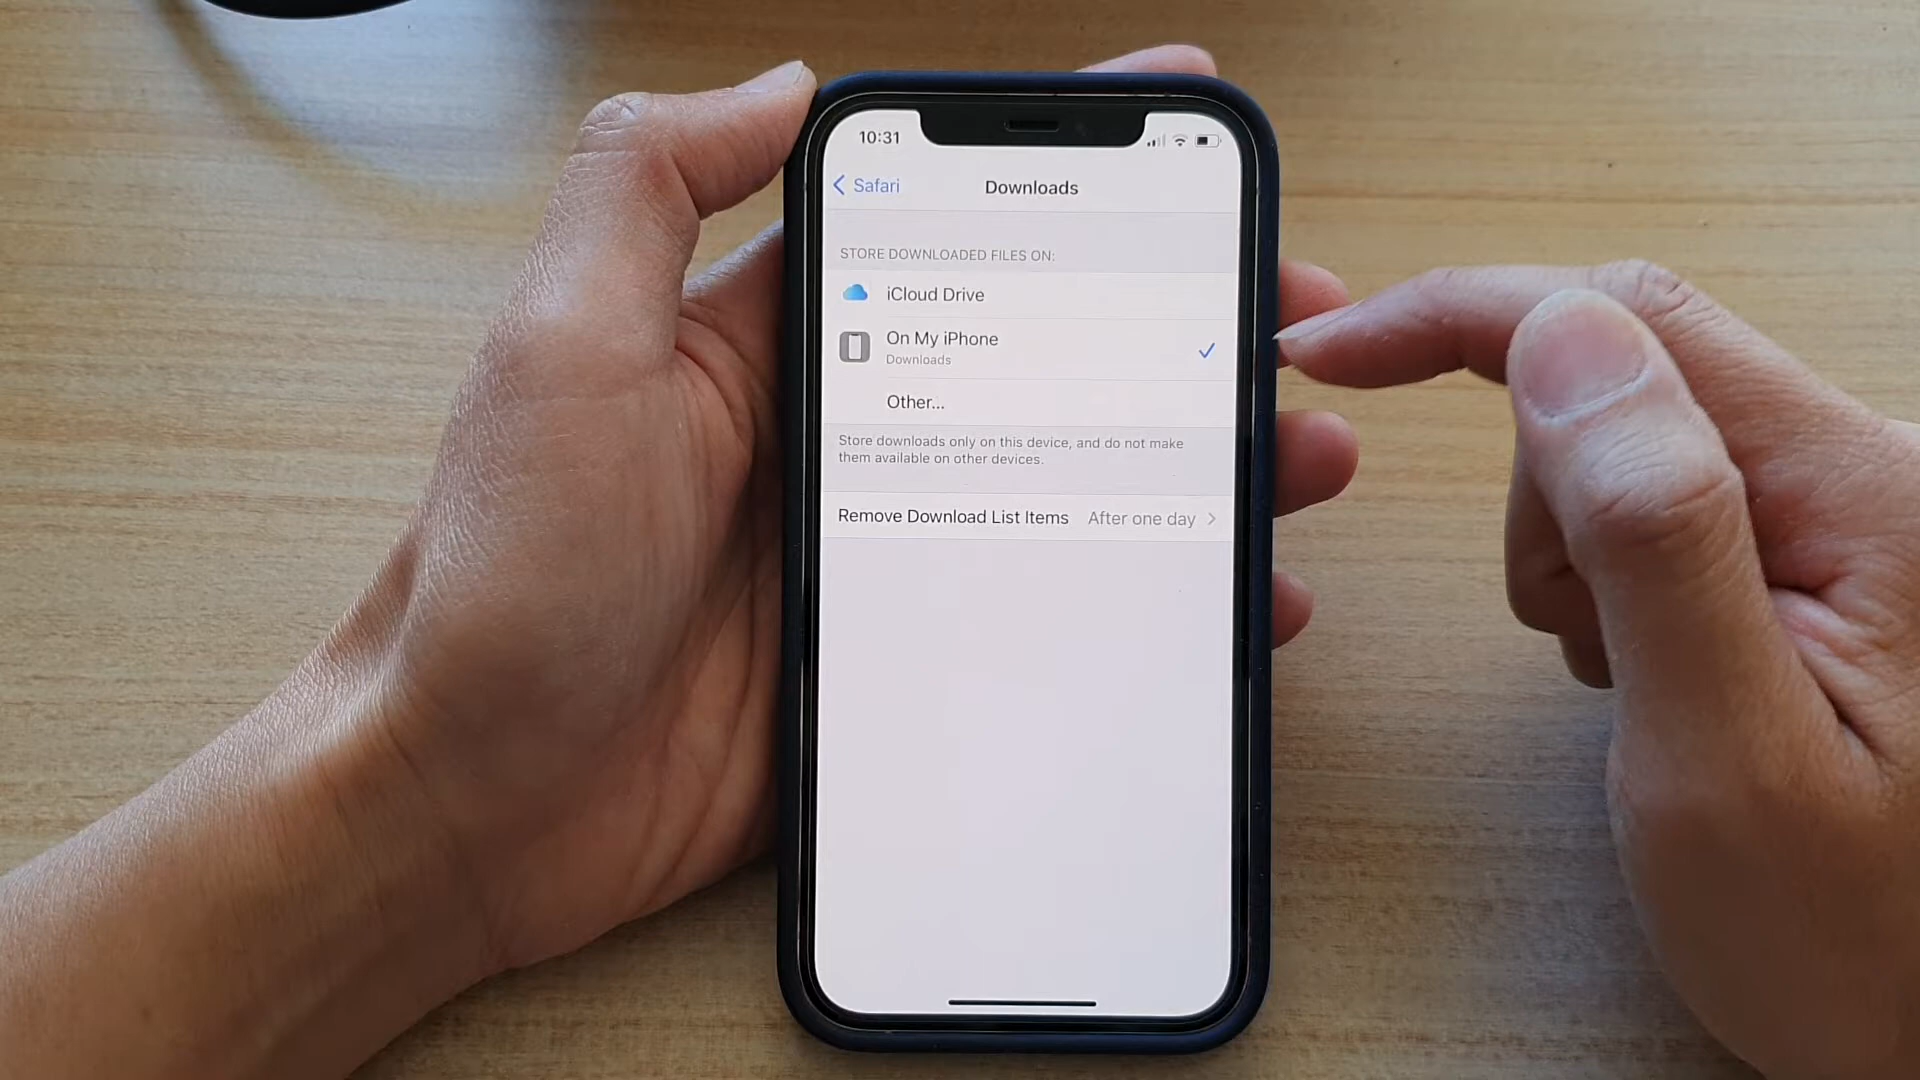 10:31
Safari
Downloads
STORE DOWNLOADED FILES ON:
iCloud Drive
On My iPhone
Downloads
Other...
Store downloads only on this device, and do not make
them available on other devices.
Remove Download List Items After one day